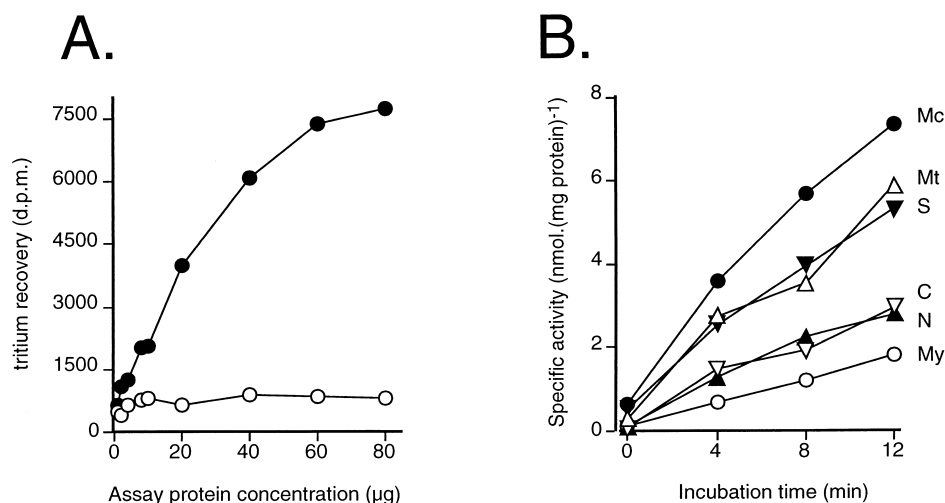 A.
tritium recovery (d.p.m.)
7500
6000
4500
3000
1500
0
0 20 40 60 80
Assay protein concentration (µg)
B.
Specific activity (nmol.(mg protein)-1)
8
6
4
2
0
0 4 8 12
Incubation time (min)
Mc
Mt
S
C
N
My